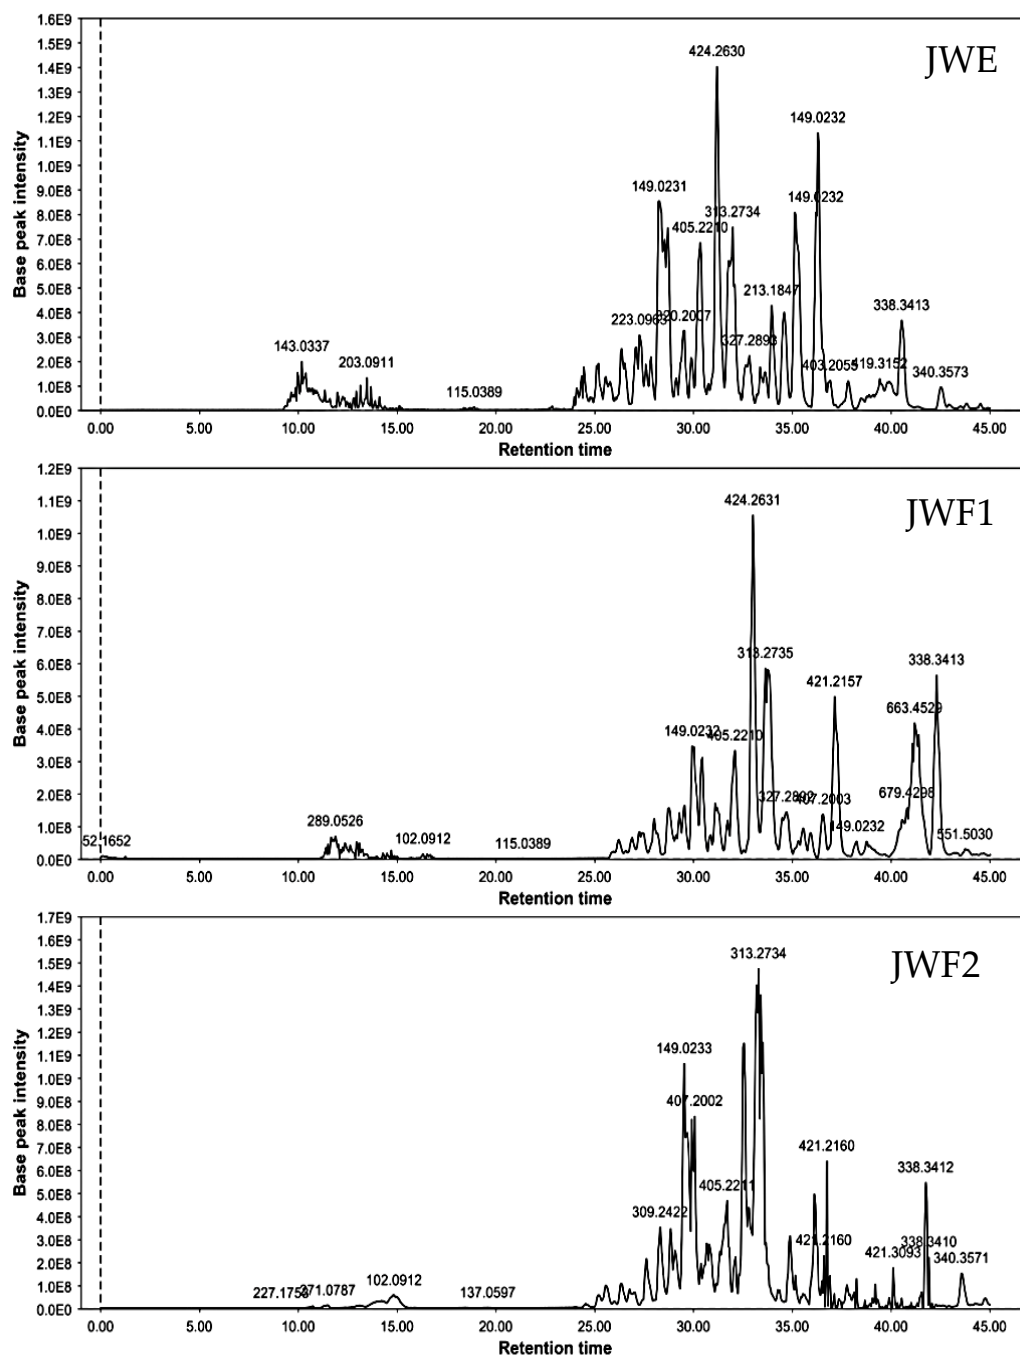 1.6E9
1.5E9
1.4E9
1.3E9
1.2E9
1.1E9
1.0E9
9.0E8
8.0E8
7.0E8
6.0E8
5.0E8
4.0E8
3.0E8
2.0E8
1.0E8
0.0E0
Base peak intensity
JWE
424.2630
149.0232
149.0231
405.2210
313.2734
149.0232
223.0963
320.2007
327.2893
213.1847
403.2055
419.3152
338.3413
340.3573
143.0337
203.0911
115.0389
0.00 5.00 10.00 15.00 20.00 25.00 30.00 35.00 40.00 45.00
Retention time
1.2E9
1.1E9
1.0E9
9.0E8
8.0E8
7.0E8
6.0E8
5.0E8
4.0E8
3.0E8
2.0E8
1.0E8
0.0E0
Base peak intensity
JWF1
424.2631
313.2735
421.2157
338.3413
663.4529
149.0232
405.2210
327.2892
407.2003
679.4298
149.0232
551.5030
52.1652
289.0526
102.0912
115.0389
0.00 5.00 10.00 15.00 20.00 25.00 30.00 35.00 40.00 45.00
Retention time
1.7E9
1.6E9
1.5E9
1.4E9
1.3E9
1.2E9
1.1E9
1.0E9
9.0E8
8.0E8
7.0E8
6.0E8
5.0E8
4.0E8
3.0E8
2.0E8
1.0E8
0.0E0
Base peak intensity
JWF2
313.2734
149.0233
407.2002
421.2160
338.3412
309.2422
405.2211
421.2160
338.3410
421.3093
340.3571
271.0787
102.0912
137.0597
0.00 5.00 10.00 15.00 20.00 25.00 30.00 35.00 40.00 45.00
Retention time